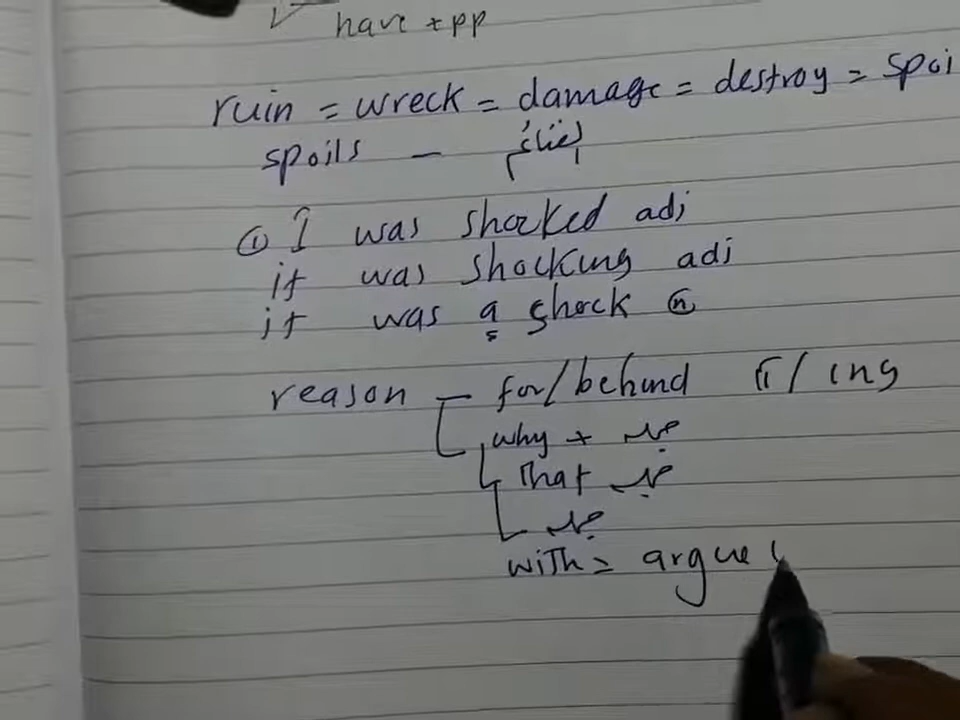 have + pp
ruin = wreck = damage = destroy = spoi
spoils – غنائم
① I was shocked adj
it was shocking adj
it was a shock ⓝ
reason – for/behind n / ing
why + جملة
That جملة
جملة
with = argue